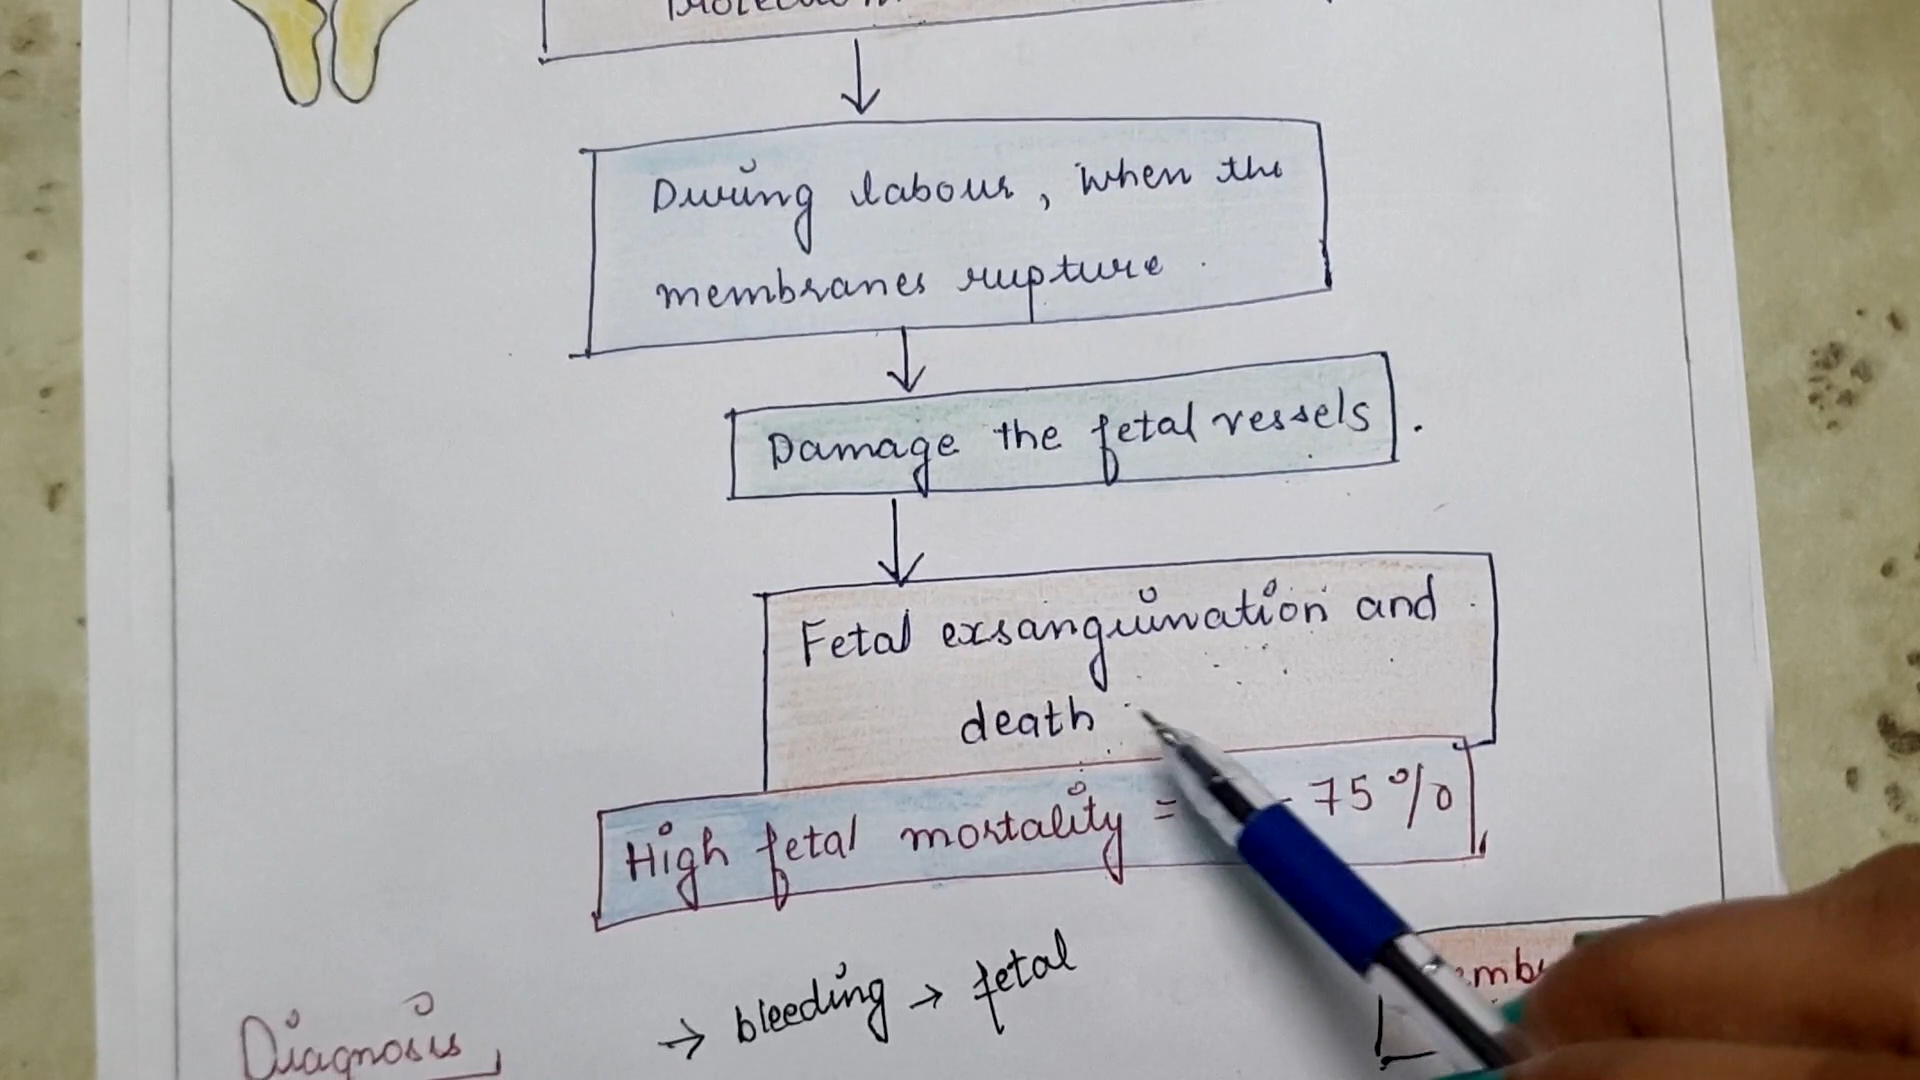 During labour, when the
membranes rupture
Damage the fetal vessels.
Fetal exsanguination and
death
High fetal mortality = - 75%
→ bleeding → fetal
Diagnosis